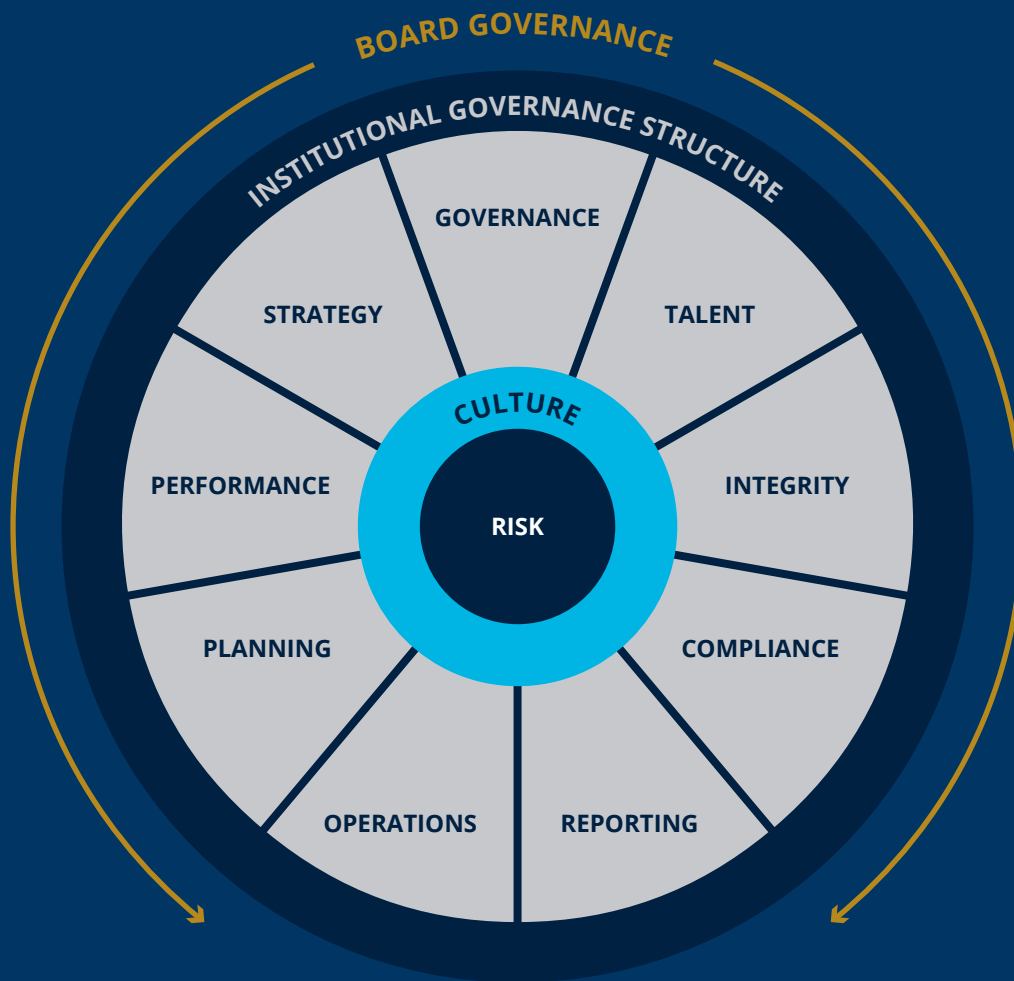 BOARD GOVERNANCE
INSTITUTIONAL GOVERNANCE STRUCTURE
GOVERNANCE
STRATEGY
TALENT
CULTURE
PERFORMANCE
INTEGRITY
RISK
PLANNING
COMPLIANCE
OPERATIONS
REPORTING